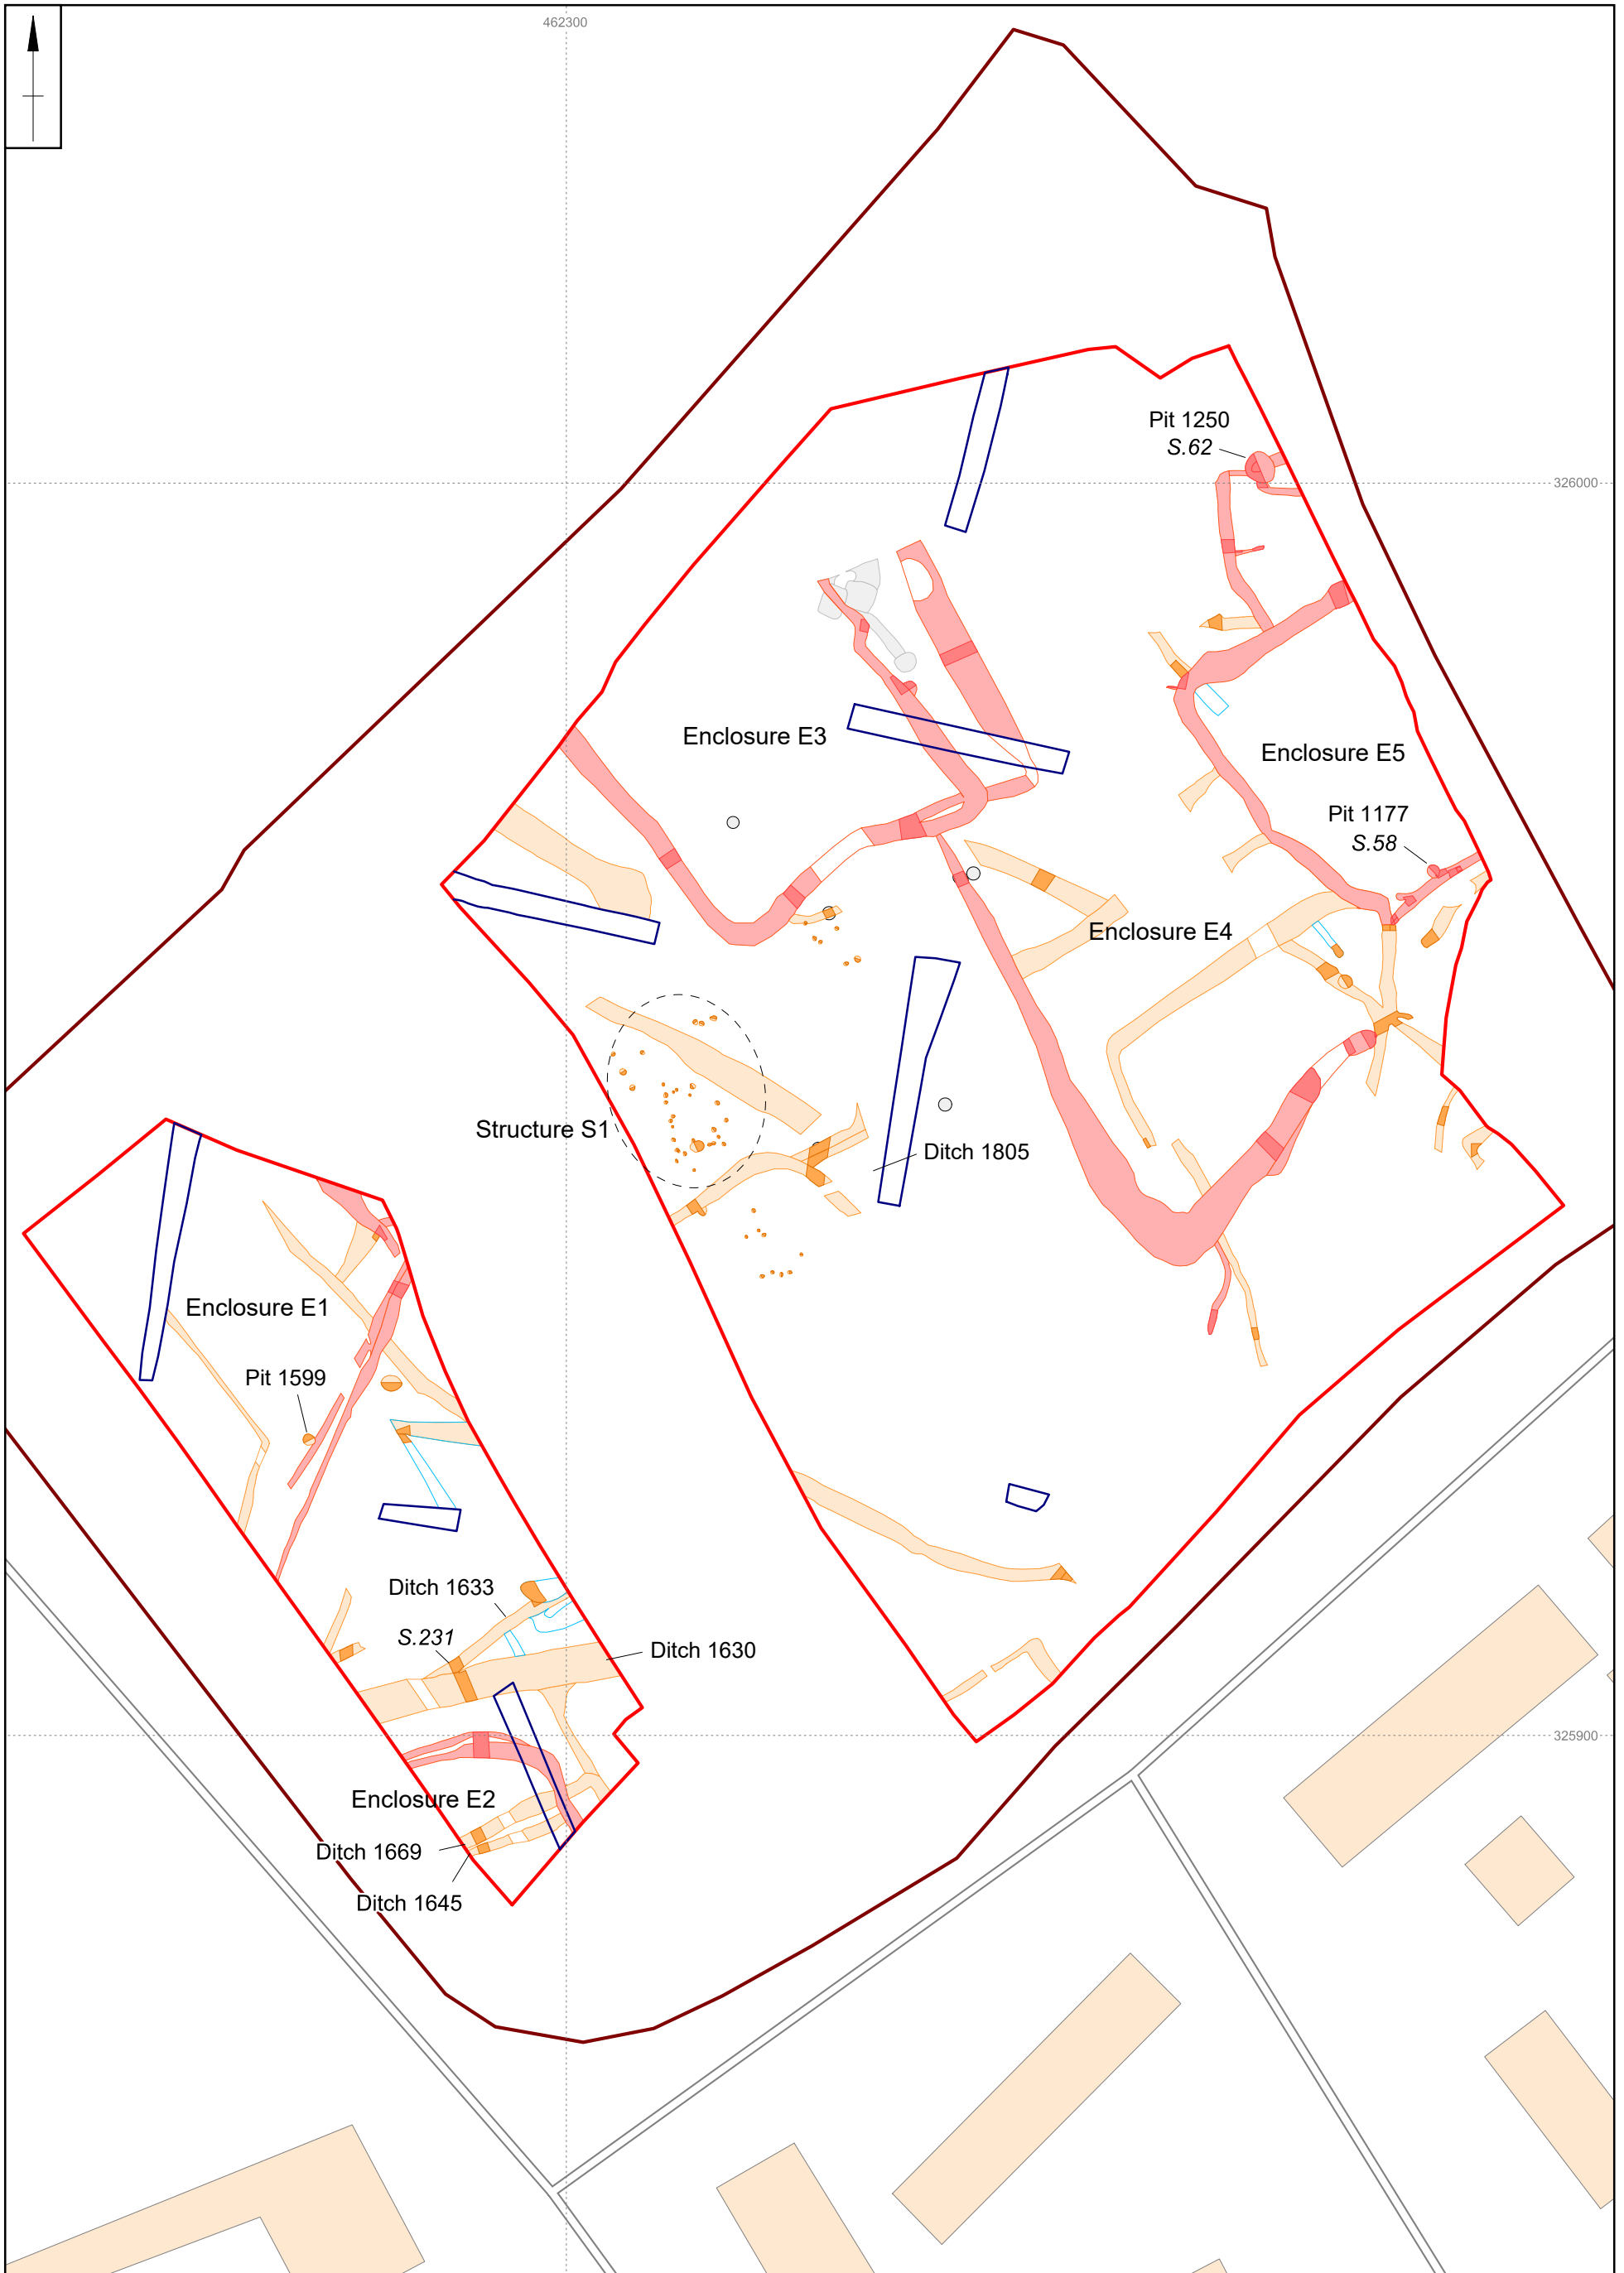 462300
Pit 1250
S.62
326000
Enclosure E3
Enclosure E5
Pit 1177
S.58
Enclosure E4
Structure S1
Ditch 1805
Enclosure E1
Pit 1599
Ditch 1633
S.231
Ditch 1630
325900
Enclosure E2
Ditch 1669
Ditch 1645